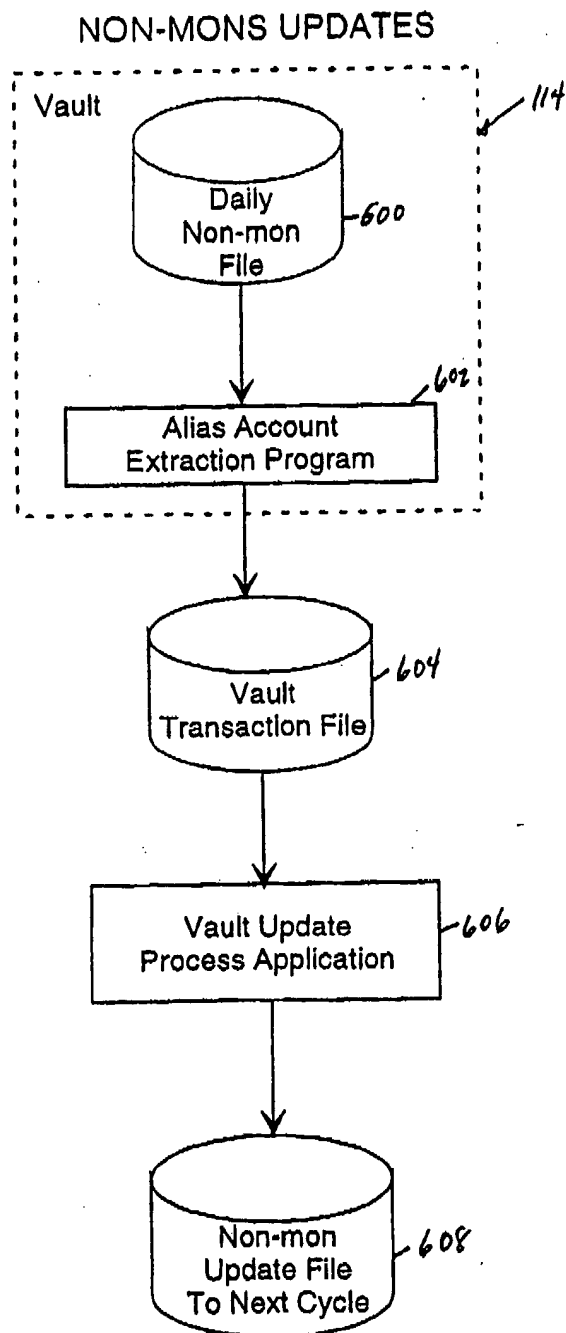 NON-MONS UPDATES
Vault
114
Daily
Non-mon
File
600
602
Alias Account
Extraction Program
Vault
Transaction File
604
Vault Update
Process Application
606
Non-mon
Update File
To Next Cycle
608